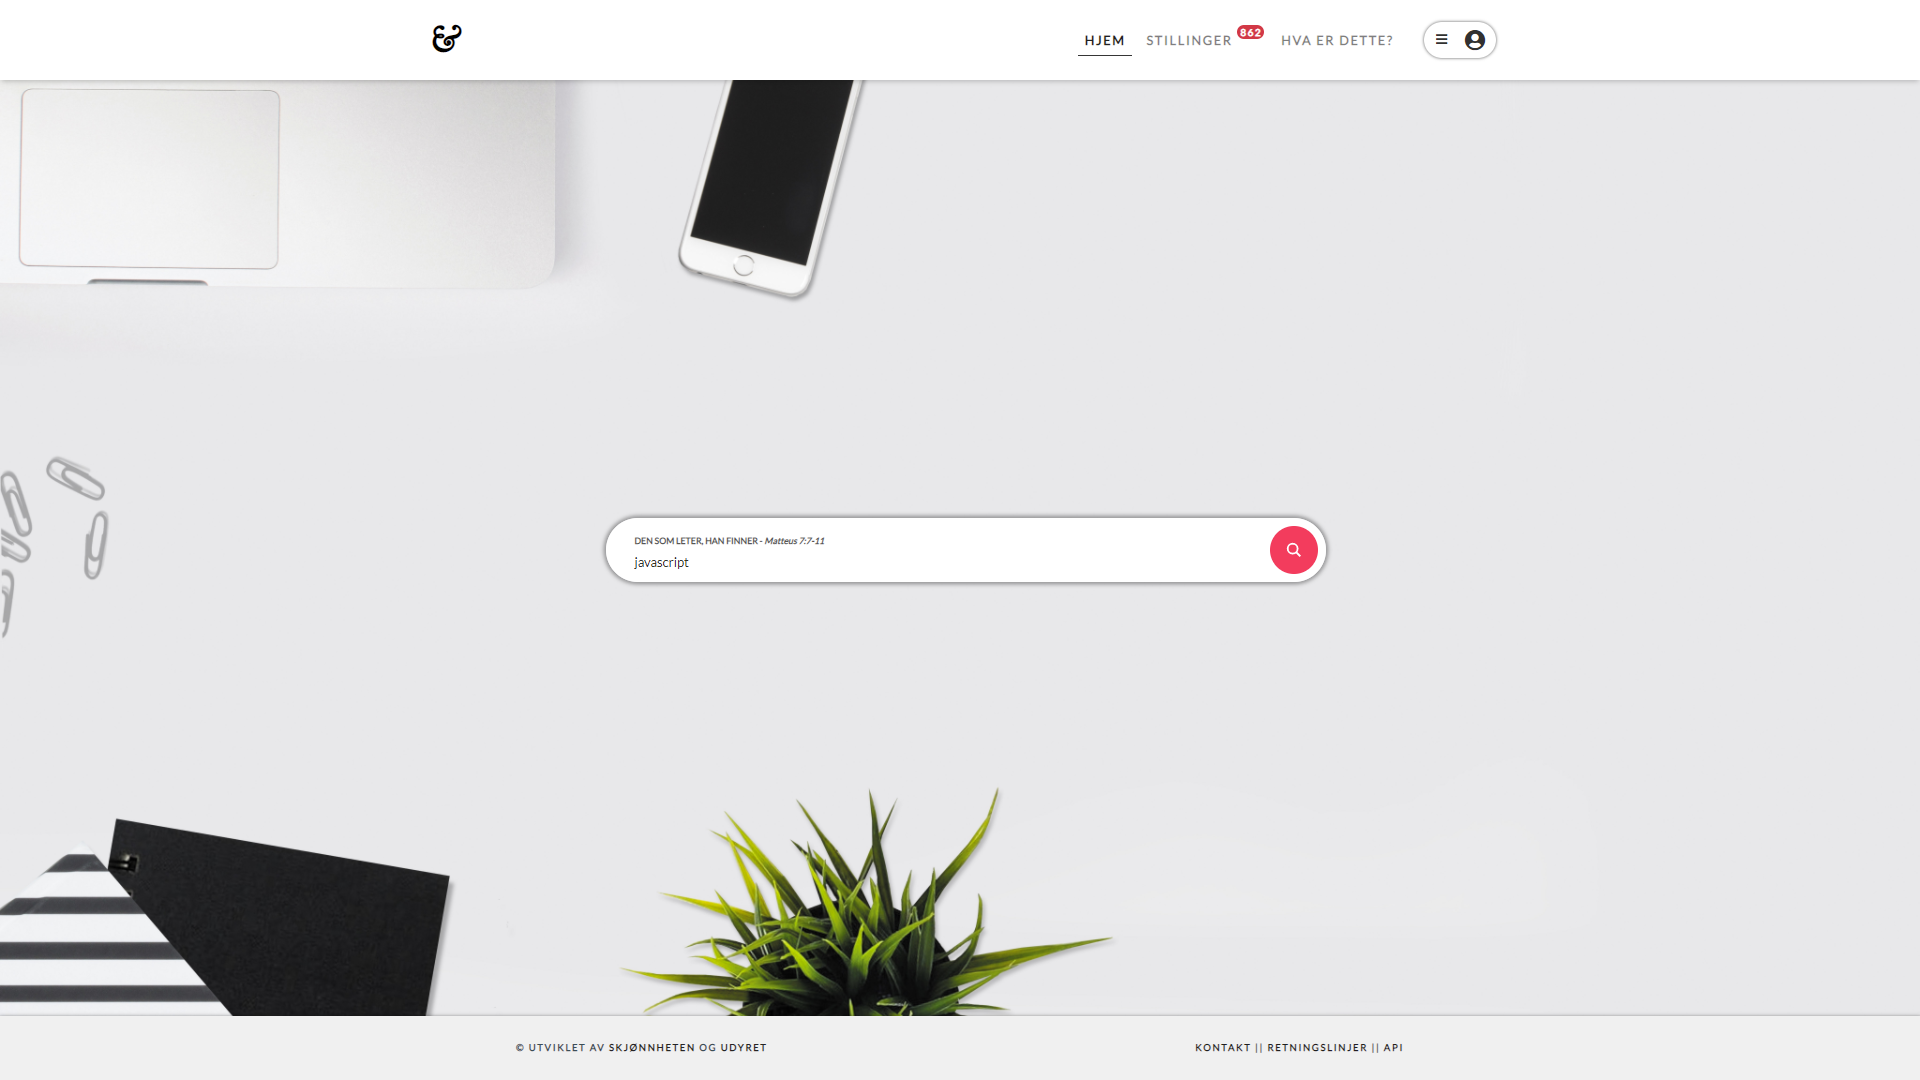 &
HJEM
STILLINGER 862
HVA ER DETTE?
DEN SOM LETER, HAN FINNER - Matteus 7:7-11
javascript
© UTVIKLET AV SKJØNNHETEN OG UDYRET
KONTAKT || RETNINGSLINJER || API